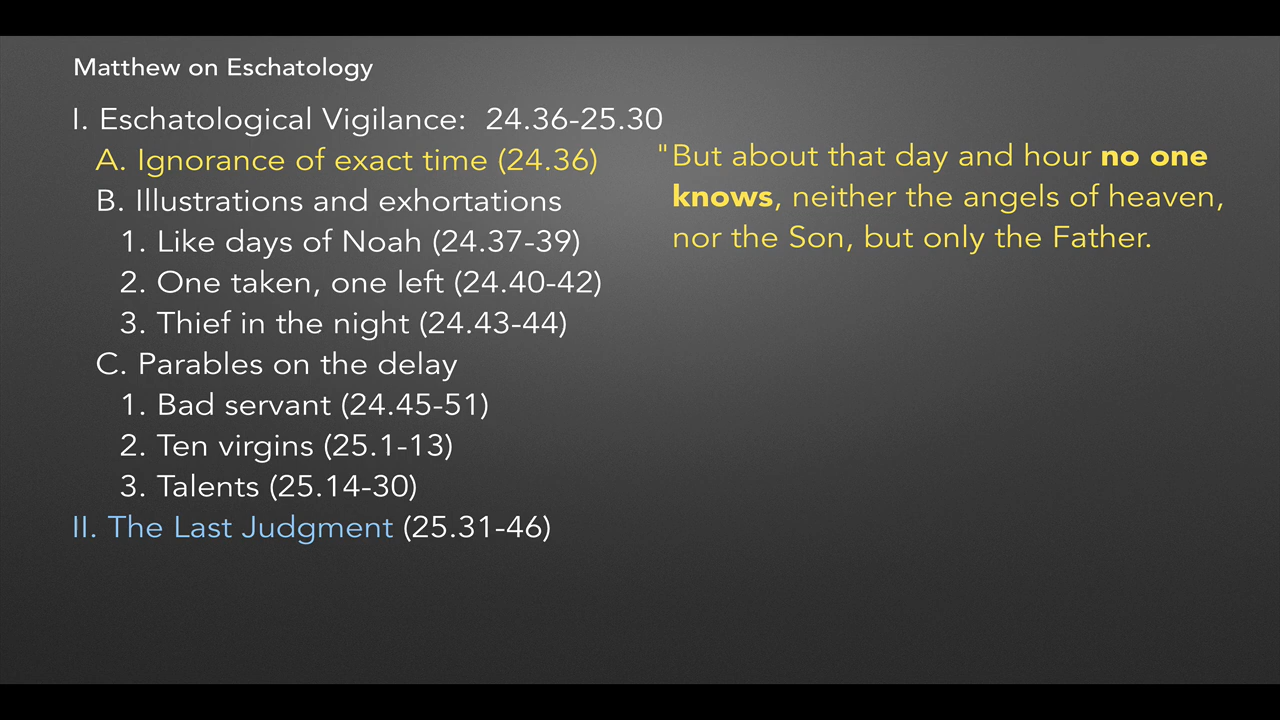 Matthew on Eschatology
I. Eschatological Vigilance:  24.36-25.30
A. Ignorance of exact time (24.36)
B. Illustrations and exhortations
1. Like days of Noah (24.37-39)
2. One taken, one left (24.40-42)
3. Thief in the night (24.43-44)
C. Parables on the delay
1. Bad servant (24.45-51)
2. Ten virgins (25.1-13)
3. Talents (25.14-30)
II. The Last Judgment (25.31-46)
"But about that day and hour no one
knows, neither the angels of heaven,
nor the Son, but only the Father.